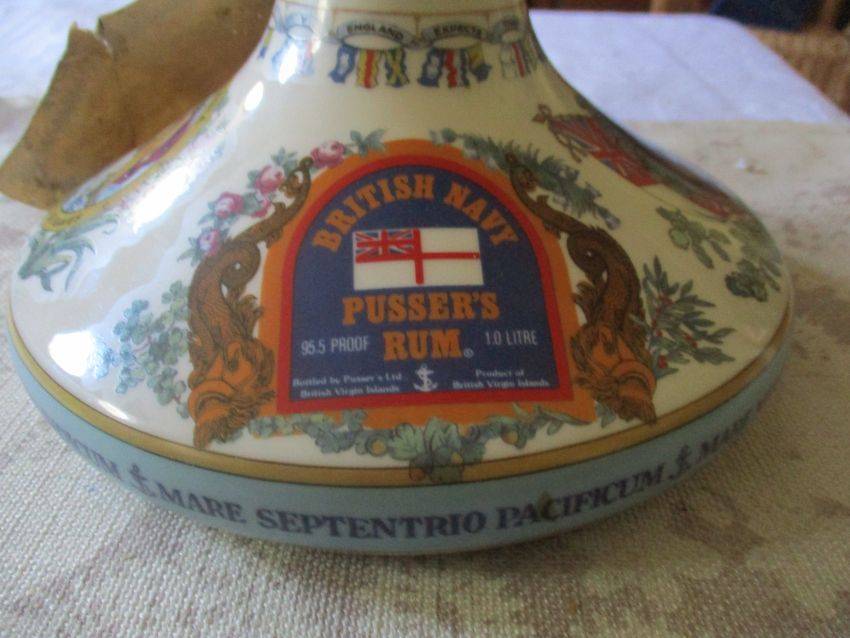 ENGLAND EXPECTS
BRITISH NAVY
PUSSER'S
95.5 PROOF RUM® 1.0 LITRE
Bottled by Pusser's Ltd. Product of
British Virgin Islands British Virgin Islands
MARE SEPTENTRIO PACIFICUM MARE